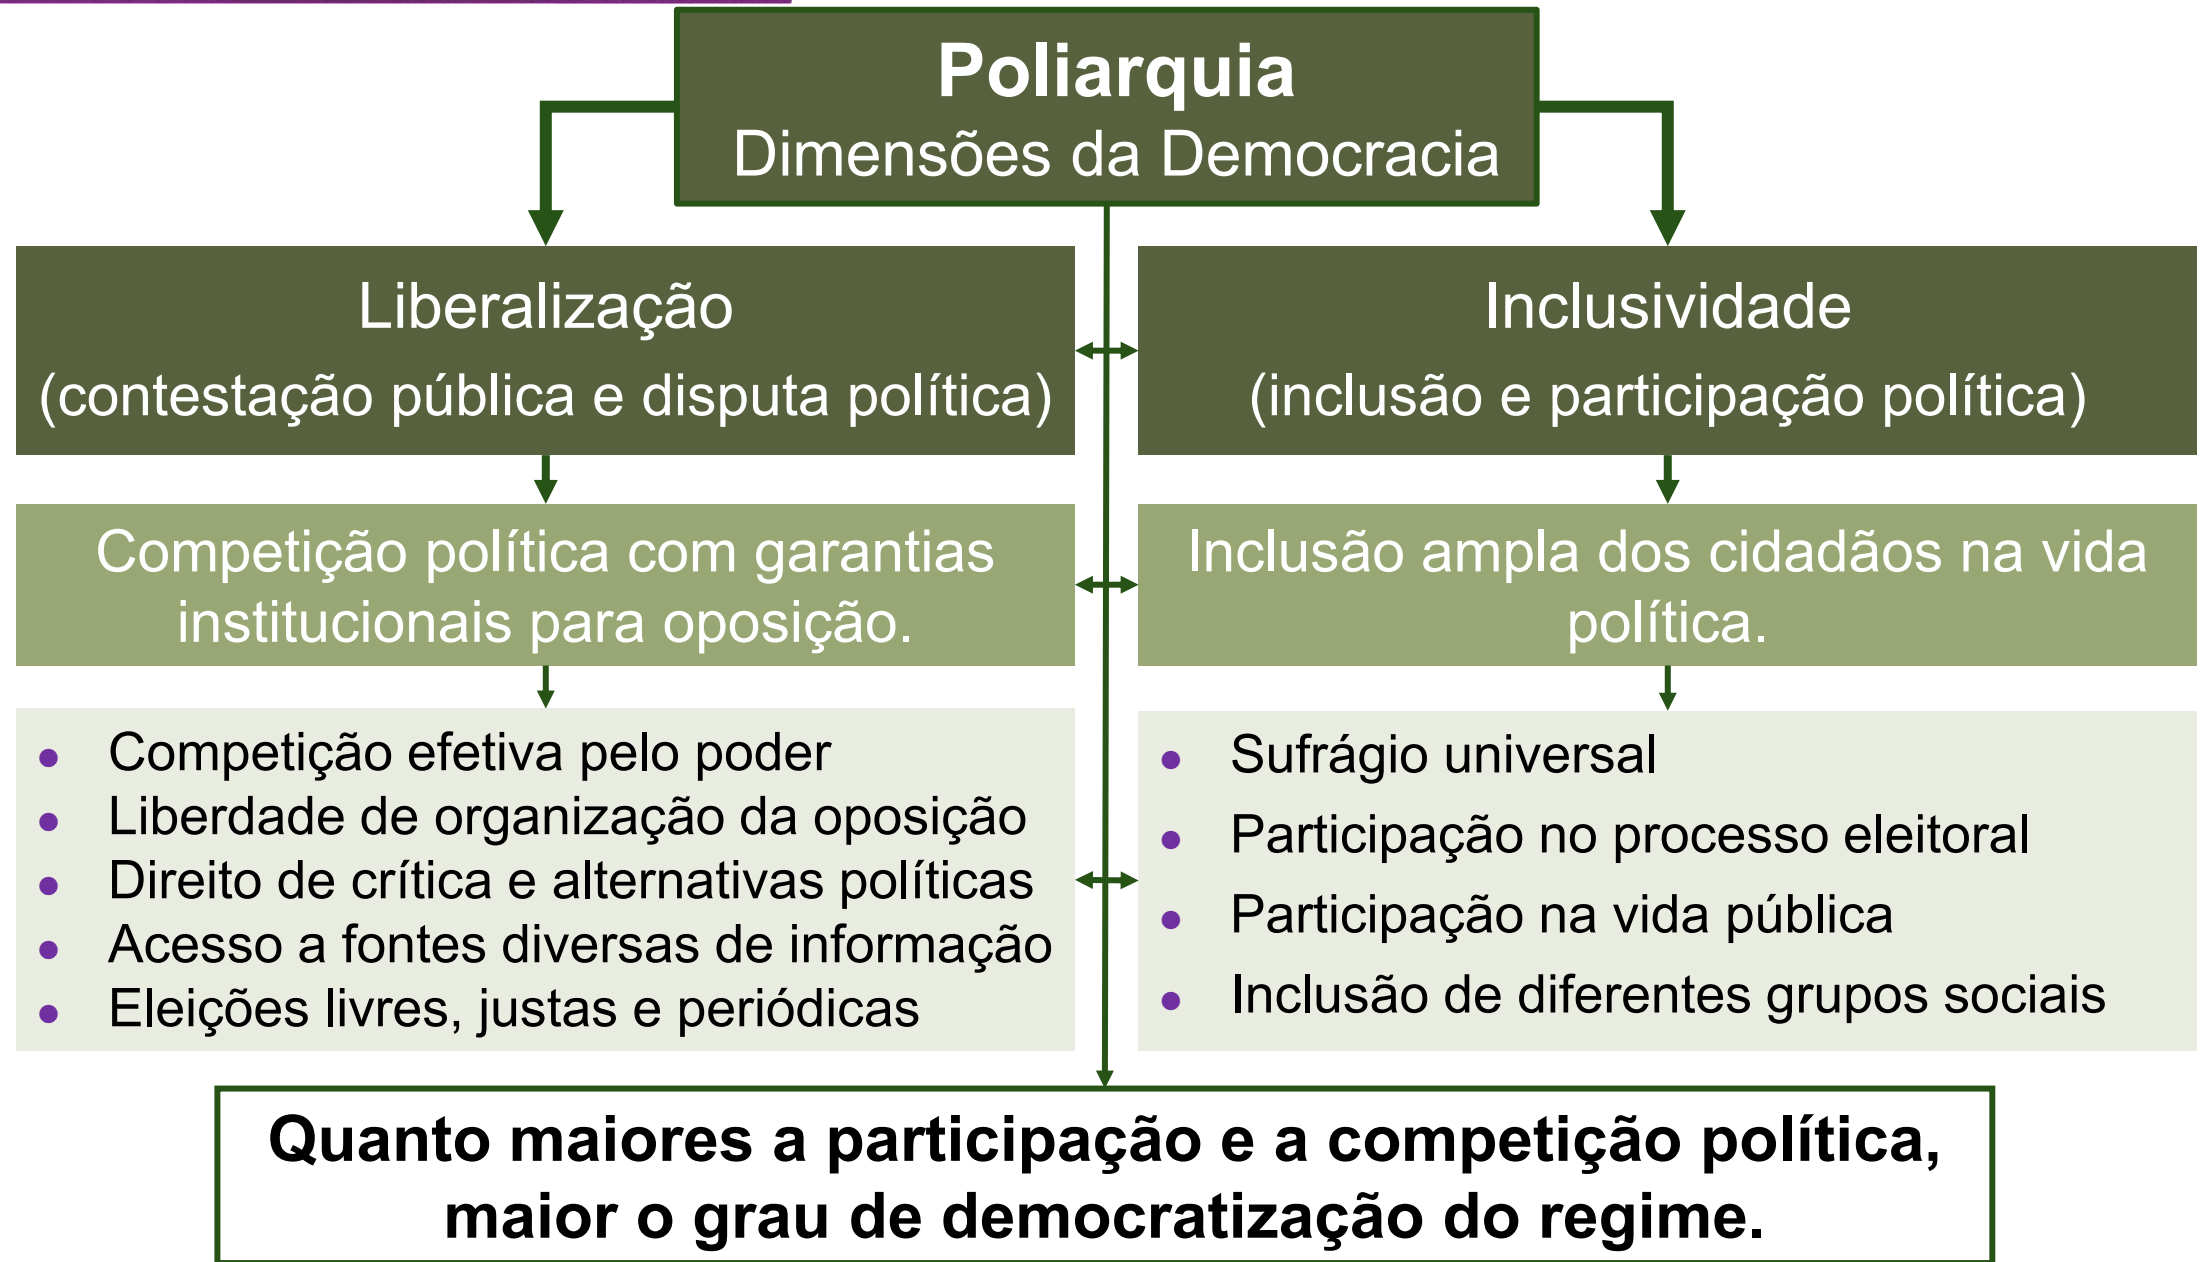 Poliarquia
Dimensões da Democracia
Liberalização
(contestação pública e disputa política)
Inclusividade
(inclusão e participação política)
Competição política com garantias
institucionais para oposição.
Inclusão ampla dos cidadãos na vida
política.
Competição efetiva pelo poder
Liberdade de organização da oposição
Direito de crítica e alternativas políticas
Acesso a fontes diversas de informação
Eleições livres, justas e periódicas
Sufrágio universal
Participação no processo eleitoral
Participação na vida pública
Inclusão de diferentes grupos sociais
Quanto maiores a participação e a competição política,
maior o grau de democratização do regime.